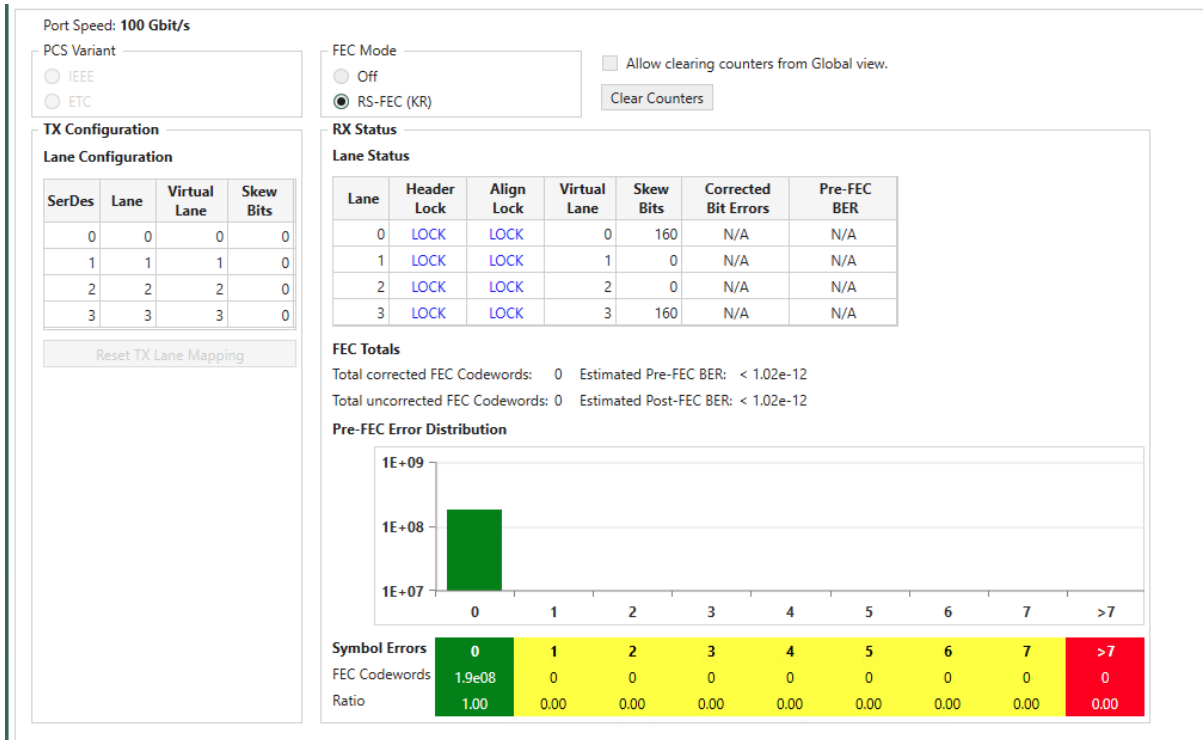 Port Speed: 100 Gbit/s
PCS Variant
IEEE
ETC
FEC Mode
Off
RS-FEC (KR)
Allow clearing counters from Global view.
Clear Counters
TX Configuration
Lane Configuration
SerDes Lane Virtual Lane Skew Bits
0 0 0 0
1 1 1 0
2 2 2 0
3 3 3 0
Reset TX Lane Mapping
RX Status
Lane Status
Lane Header Lock Align Lock Virtual Lane Skew Bits Corrected Bit Errors Pre-FEC BER
0 LOCK LOCK 0 160 N/A N/A
1 LOCK LOCK 1 0 N/A N/A
2 LOCK LOCK 2 0 N/A N/A
3 LOCK LOCK 3 160 N/A N/A
FEC Totals
Total corrected FEC Codewords: 0 Estimated Pre-FEC BER: < 1.02e-12
Total uncorrected FEC Codewords: 0 Estimated Post-FEC BER: < 1.02e-12
Pre-FEC Error Distribution
1E+09
1E+08
1E+07
0 1 2 3 4 5 6 7 >7
Symbol Errors 0 1 2 3 4 5 6 7 >7
FEC Codewords 1.9e08 0 0 0 0 0 0 0 0
Ratio 1.00 0.00 0.00 0.00 0.00 0.00 0.00 0.00 0.00